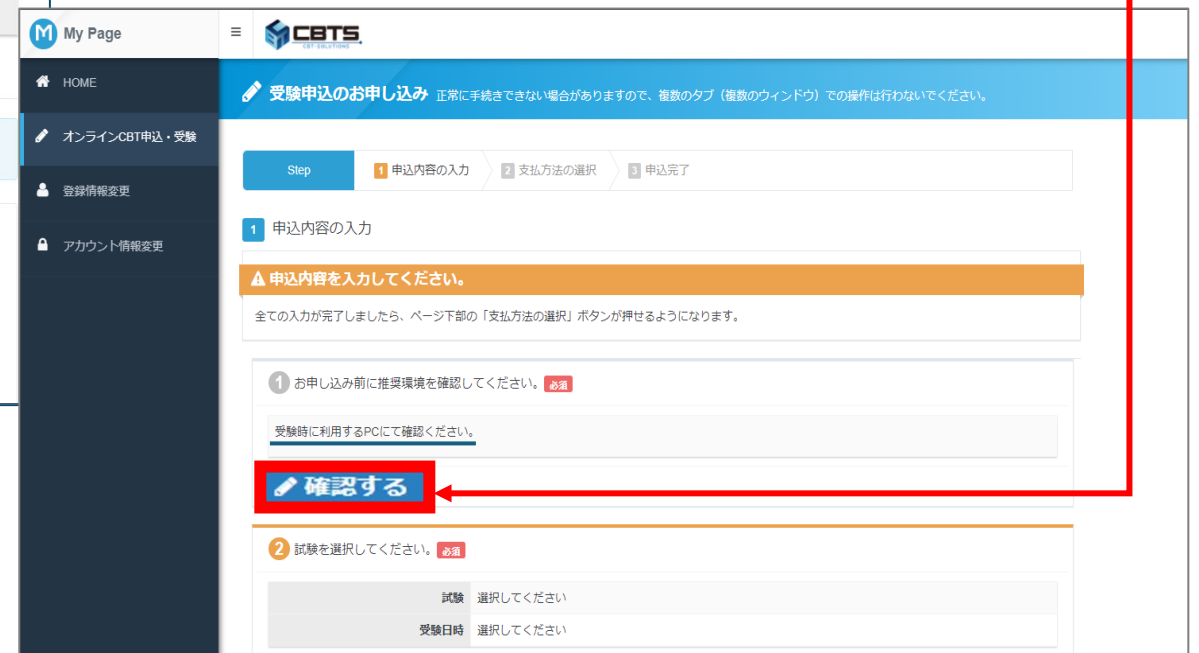 M My Page
CBTS
CBT-SOLUTIONS
HOME
オンラインCBT申込・受験
登録情報変更
アカウント情報変更
受験申込のお申し込み 正常に手続きできない場合がありますので、複数のタブ（複数のウィンドウ）での操作は行わないでください。
Step 1 申込内容の入力 2 支払方法の選択 3 申込完了
1 申込内容の入力
申込内容を入力してください。
全ての入力が完了しましたら、ページ下部の「支払方法の選択」ボタンが押せるようになります。
1 お申し込み前に推奨環境を確認してください。 必須
受験時に利用するPCにて確認ください。
確認する
2 試験を選択してください。 必須
試験 選択してください
受験日時 選択してください